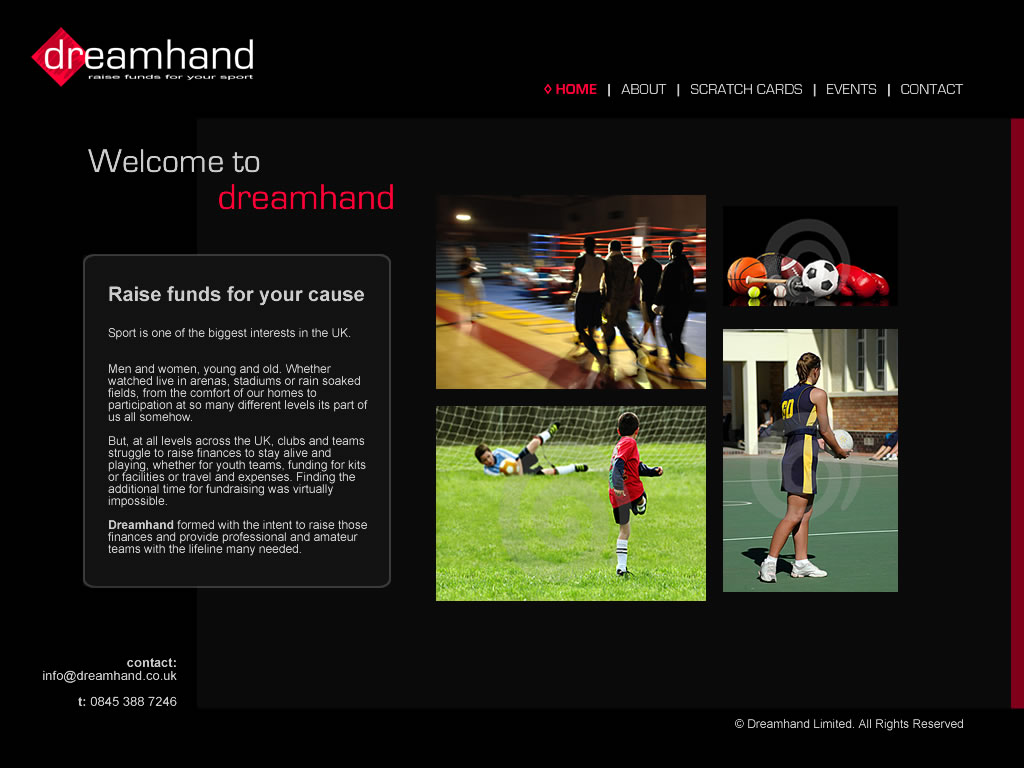 dreamhand
raise funds for your sport
◊ HOME | ABOUT | SCRATCH CARDS | EVENTS | CONTACT
Welcome to
dreamhand
Raise funds for your cause
Sport is one of the biggest interests in the UK.
Men and women, young and old. Whether
watched live in arenas, stadiums or rain soaked
fields, from the comfort of our homes to
participation at so many different levels its part of
us all somehow.
But, at all levels across the UK, clubs and teams
struggle to raise finances to stay alive and
playing, whether for youth teams, funding for kits
or facilities or travel and expenses. Finding the
additional time for fundraising was virtually
impossible.
Dreamhand formed with the intent to raise those
finances and provide professional and amateur
teams with the lifeline many needed.
contact:
info@dreamhand.co.uk
t: 0845 388 7246
© Dreamhand Limited. All Rights Reserved